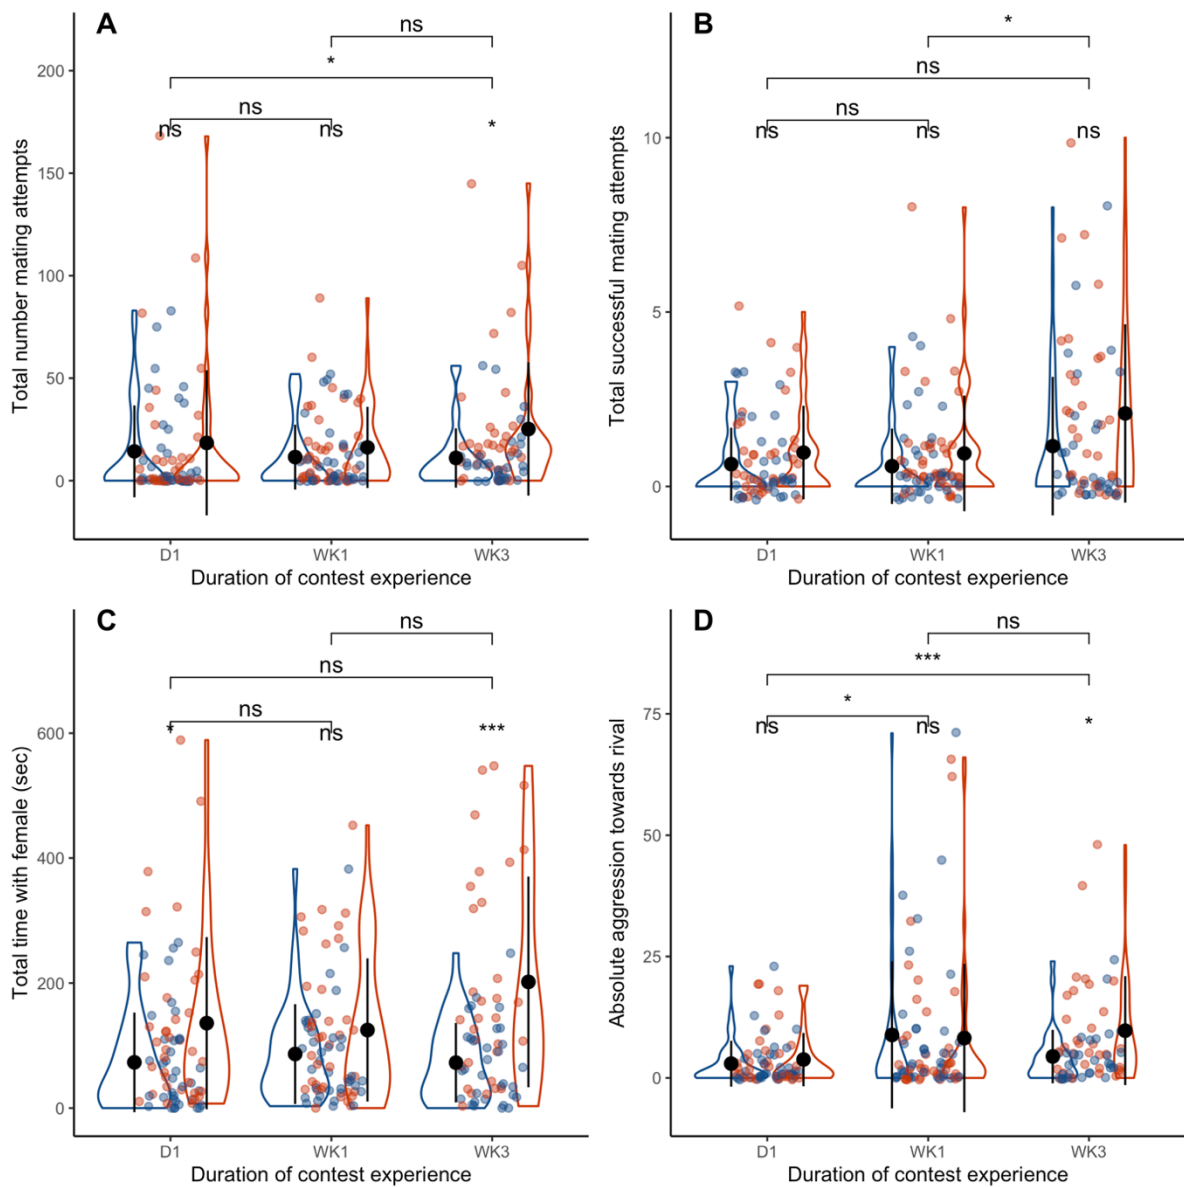 A
ns
*
ns
ns
ns
*
200
150
100
50
0
Total number mating attempts
D1
WK1
WK3
Duration of contest experience
B
*
ns
ns
ns
ns
ns
10
5
0
Total successful mating attempts
D1
WK1
WK3
Duration of contest experience
C
ns
ns
ns
*
ns
***
600
400
200
0
Total time with female (sec)
D1
WK1
WK3
Duration of contest experience
D
ns
***
*
ns
ns
*
75
50
25
0
Absolute aggression towards rival
D1
WK1
WK3
Duration of contest experience